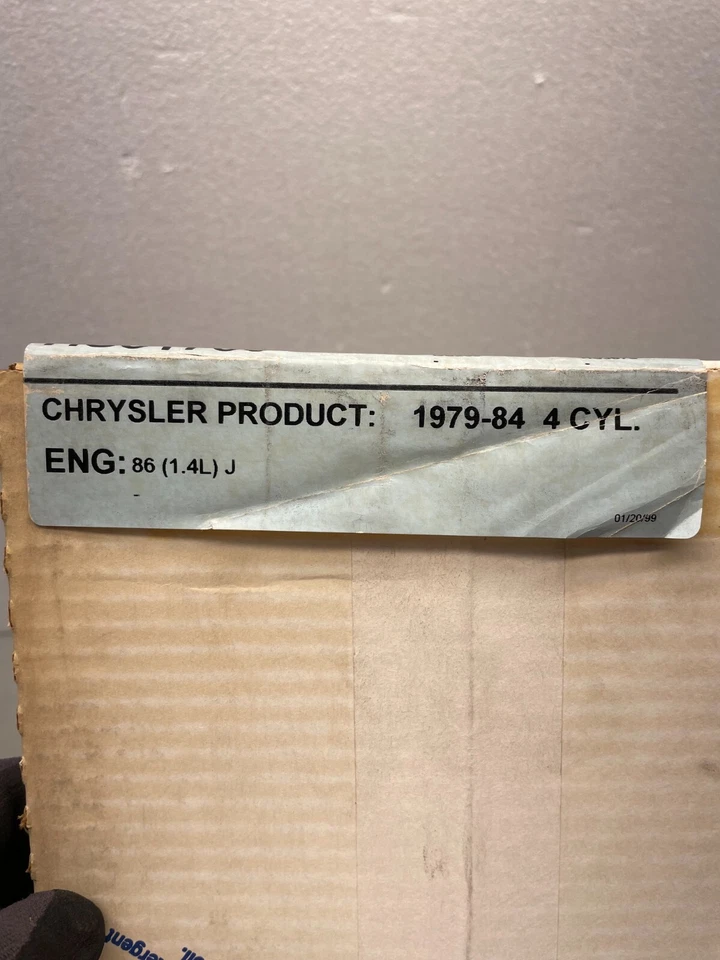 CHRYSLER PRODUCT: 1979-84 4 CYL.
ENG: 86 (1.4L) J
01/20/99